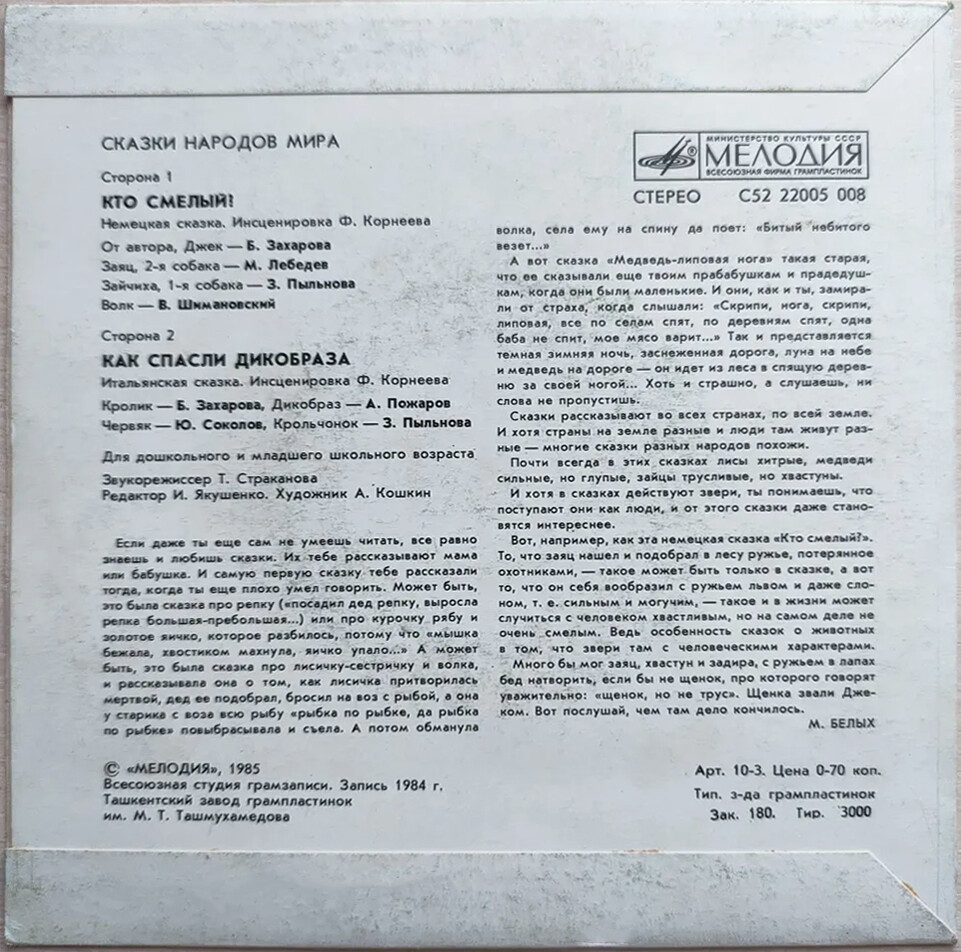 СКАЗКИ НАРОДОВ МИРА
Сторона 1
КТО СМЕЛЫЙ?
Немецкая сказка. Инсценировка Ф. Корнеева
От автора, Джек — Б. Захарова
Заяц, 2-я собака — М. Лебедев
Зайчиха, 1-я собака — З. Пыльнова
Волк — В. Шимановский
Сторона 2
КАК СПАСЛИ ДИКОБРАЗА
Итальянская сказка. Инсценировка Ф. Корнеева
Кролик — Б. Захарова, Дикобраз — А. Пожаров
Червяк — Ю. Соколов, Крольчонок — З. Пыльнова
Для дошкольного и младшего школьного возраста
Звукорежиссер Т. Страканова
Редактор И. Якушенко. Художник А. Кошкин
Если даже ты еще сам не умеешь читать, все равно
знаешь и любишь сказки. Их тебе рассказывают мама
или бабушка. И самую первую сказку тебе рассказали
тогда, когда ты еще плохо умел говорить. Может быть,
это была сказка про репку («посадил дед репку, выросла
репка большая-пребольшая...) или про курочку рябу и
золотое яичко, которое разбилось, потому что «мышка
бежала, хвостиком махнула, яичко упало...» А может
быть, это была сказка про лисичку-сестричку и волка,
и рассказывала она о том, как лисичка притворилась
мертвой, дед ее подобрал, бросил на воз с рыбой, а она
у старика с воза всю рыбу «рыбка по рыбке, да рыбка
по рыбке» повыбрасывала и съела. А потом обманула
МИНИСТЕРСТВО КУЛЬТУРЫ СССР
МЕЛОДИЯ
ВСЕСОЮЗНАЯ ФИРМА ГРАМПЛАСТИНОК
СТЕРЕО С52 22005 008
волка, села ему на спину да поет: «Битый небитого
везет...»
А вот сказка «Медведь-липовая нога» такая старая,
что ее сказывали еще твоим прабабушкам и прадедуш-
кам, когда они были маленькие. И они, как и ты, замира-
ли от страха, когда слышали: «Скрипи, нога, скрипи,
липовая, все по селам спят, по деревням спят, одна
баба не спит, мое мясо варит...» Так и представляется
темная зимняя ночь, заснеженная дорога, луна на небе
и медведь на дороге — он идет из леса в спящую дерев-
ню за своей ногой... Хоть и страшно, а слушаешь, ни
слова не пропустишь.
Сказки рассказывают во всех странах, по всей земле.
И хотя страны на земле разные и люди там живут раз-
ные — многие сказки разных народов похожи.
Почти всегда в этих сказках лисы хитрые, медведи
сильные, но глупые, зайцы трусливые, но хвастуны.
И хотя в сказках действуют звери, ты понимаешь, что
поступают они как люди, и от этого сказки даже стано-
вятся интереснее.
Вот, например, как эта немецкая сказка «Кто смелый?».
То, что заяц нашел и подобрал в лесу ружье, потерянное
охотниками, — такое может быть только в сказке, а вот
то, что он себя вообразил с ружьем львом и даже сло-
ном, т. е. сильным и могучим, — такое и в жизни может
случиться с человеком хвастливым, но на самом деле не
очень смелым. Ведь особенность сказок о животных
в том, что звери там с человеческими характерами.
Много бы мог заяц, хвастун и задира, с ружьем в лапах
бед натворить, если бы не щенок, про которого говорят
уважительно: «щенок, но не трус». Щенка звали Дже-
ком. Вот послушай, чем там дело кончилось.
М. БЕЛЫХ
© «МЕЛОДИЯ», 1985
Всесоюзная студия грамзаписи. Запись 1984 г.
Ташкентский завод грампластинок
им. М. Т. Ташмухамедова
Арт. 10-3. Цена 0-70 коп.
Тип. з-да грампластинок
Зак. 180. Тир. 3000